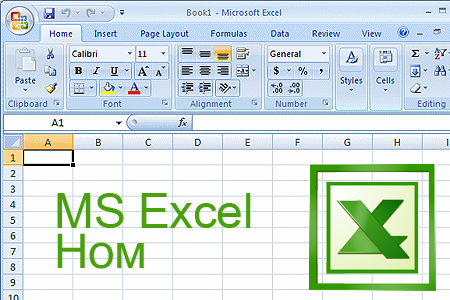 Book1 - Microsoft Excel
Home Insert Page Layout Formulas Data Review View
Calibri 11 General
Paste B I U A A $ % , Styles Cells Σ
Clipboard Font Alignment Number Editing
A1 fx
A B C D E F G H I
1
2
3
4
5
6
7
8
9
10
MS Excel
Ном